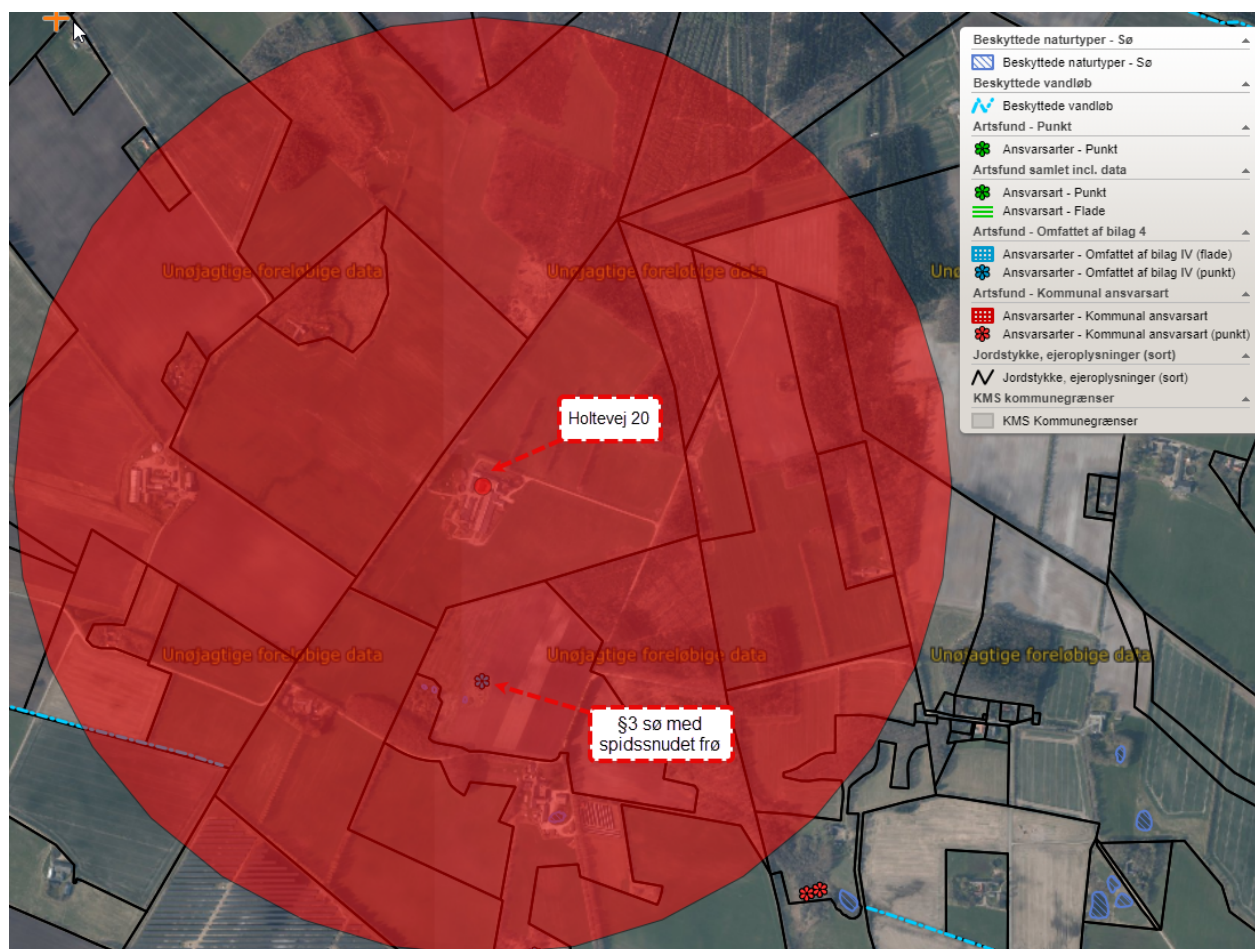 Beskyttede naturtyper - Sø
Beskyttede naturtyper - Sø
Beskyttede vandløb
Beskyttede vandløb
Artsfund - Punkt
Ansvarsarter - Punkt
Artsfund samlet incl. data
Ansvarsart - Punkt
Ansvarsart - Flade
Artsfund - Omfattet af bilag 4
Ansvarsarter - Omfattet af bilag IV (flade)
Ansvarsarter - Omfattet af bilag IV (punkt)
Artsfund - Kommunal ansvarsart
Ansvarsarter - Kommunal ansvarsart
Ansvarsarter - Kommunal ansvarsart (punkt)
Jordstykke, ejeroplysninger (sort)
Jordstykke, ejeroplysninger (sort)
KMS kommunegrænser
KMS Kommunegrænser
Unøjagtige foreløbige data
Unøjagtige foreløbige data
Holtevej 20
Unøjagtige foreløbige data
Unøjagtige foreløbige data
Unøjagtige foreløbige data
§3 sø med
spidssnudet frø